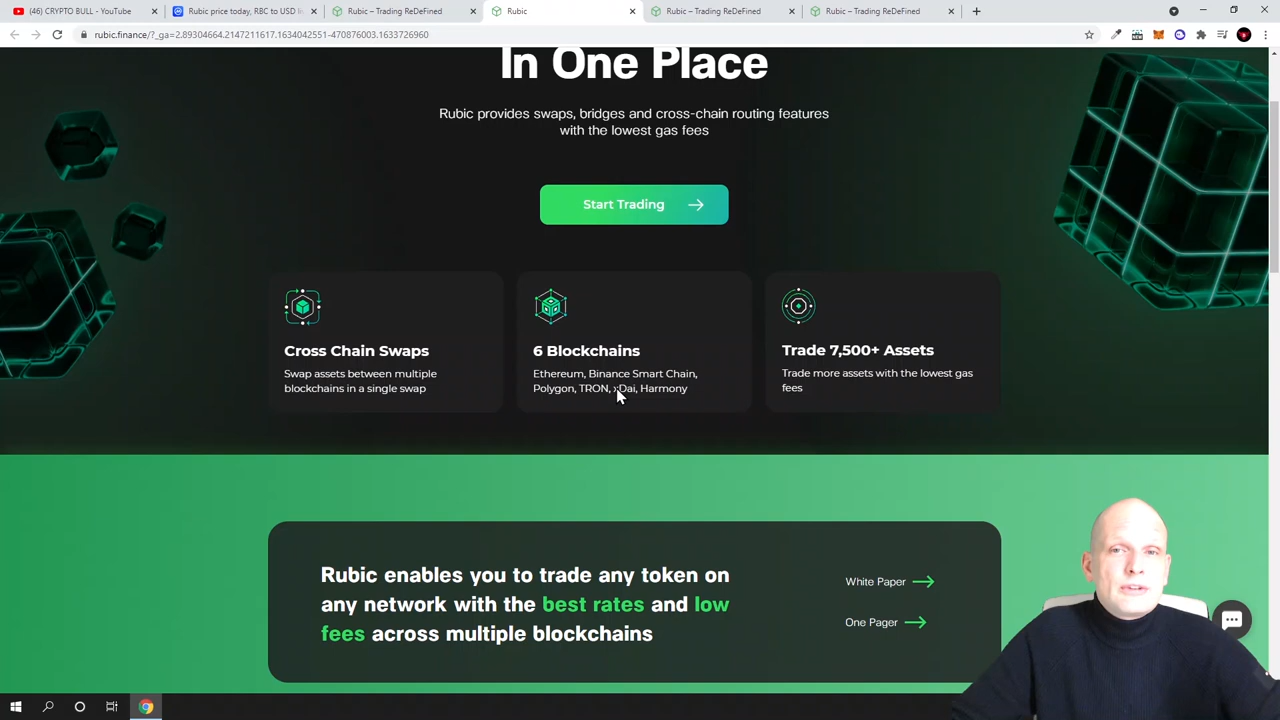 (46) CRYPTO BULL - YouTube
Rubic price today, RBC to USD li
Rubic – Trading ReDeFined
Rubic
Rubic – Trading ReDeFined
Rubic – Trading ReDeFined
rubic.finance/?_ga=2.89304464.2147211617.1634042551-470876003.1633726960
In One Place
Rubic provides swaps, bridges and cross-chain routing features
with the lowest gas fees
Start Trading
Cross Chain Swaps
Swap assets between multiple
blockchains in a single swap
6 Blockchains
Ethereum, Binance Smart Chain,
Polygon, TRON, xDai, Harmony
Trade 7,500+ Assets
Trade more assets with the lowest gas
fees
Rubic enables you to trade any token on
any network with the best rates and low
fees across multiple blockchains
White Paper
One Pager